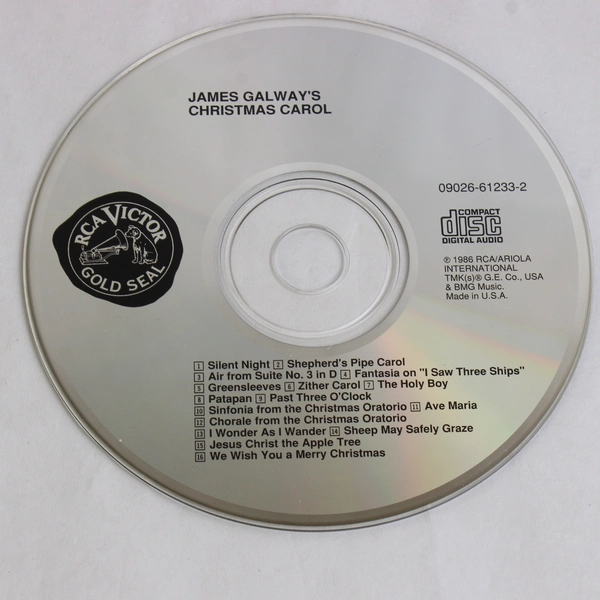 JAMES GALWAY'S
CHRISTMAS CAROL
09026-61233-2
RCA VICTOR
GOLD SEAL
COMPACT
disc
DIGITAL AUDIO
℗ 1986 RCA/ARIOLA
INTERNATIONAL
TMK(s)® G.E. Co., USA
& BMG Music.
Made in U.S.A.
1 Silent Night 2 Shepherd's Pipe Carol
3 Air from Suite No. 3 in D 4 Fantasia on "I Saw Three Ships"
5 Greensleeves 6 Zither Carol 7 The Holy Boy
8 Patapan 9 Past Three O'Clock
10 Sinfonia from the Christmas Oratorio 11 Ave Maria
12 Chorale from the Christmas Oratorio
13 I Wonder As I Wander 14 Sheep May Safely Graze
15 Jesus Christ the Apple Tree
16 We Wish You a Merry Christmas